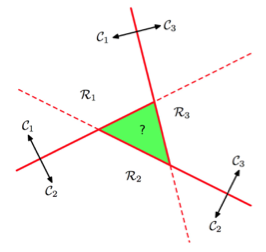 𝒞₁ 𝒞₃
ℛ₁
ℛ₃
𝒞₁
?
𝒞₃
ℛ₂
𝒞₂
𝒞₂